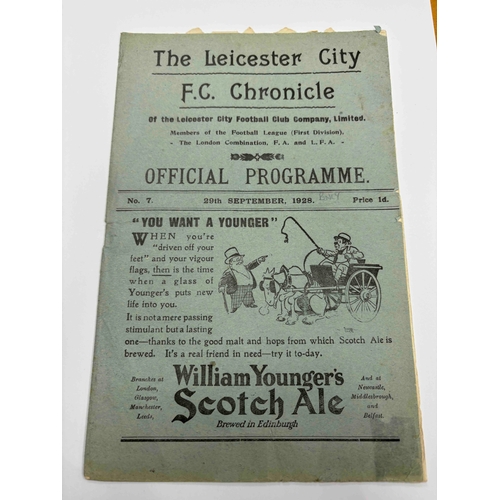 The Leicester City
F.C. Chronicle
Of the Leicester City Football Club Company, Limited.
Members of the Football League (First Division),
The London Combination, F.A. and L.F.A.
OFFICIAL PROGRAMME.
No. 7. 29th SEPTEMBER, 1928. BURY Price 1d.
"YOU WANT A YOUNGER"
WHEN you're
"driven off your
feet" and your vigour
flags, then is the time
when a glass of
Younger's puts new
life into you.
It is not a mere passing
stimulant but a lasting
one—thanks to the good malt and hops from which Scotch Ale is
brewed. It's a real friend in need—try it to-day.
Branches at
London,
Glasgow,
Manchester,
Leeds,
William Younger's
Scotch Ale
Brewed in Edinburgh
And at
Newcastle,
Middlesbrough,
and
Belfast.